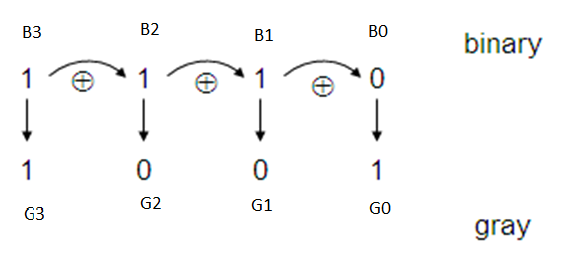 B3 B2 B1 B0
binary
1 ⊕ 1 ⊕ 1 ⊕ 0
1 0 0 1
G3 G2 G1 G0
gray